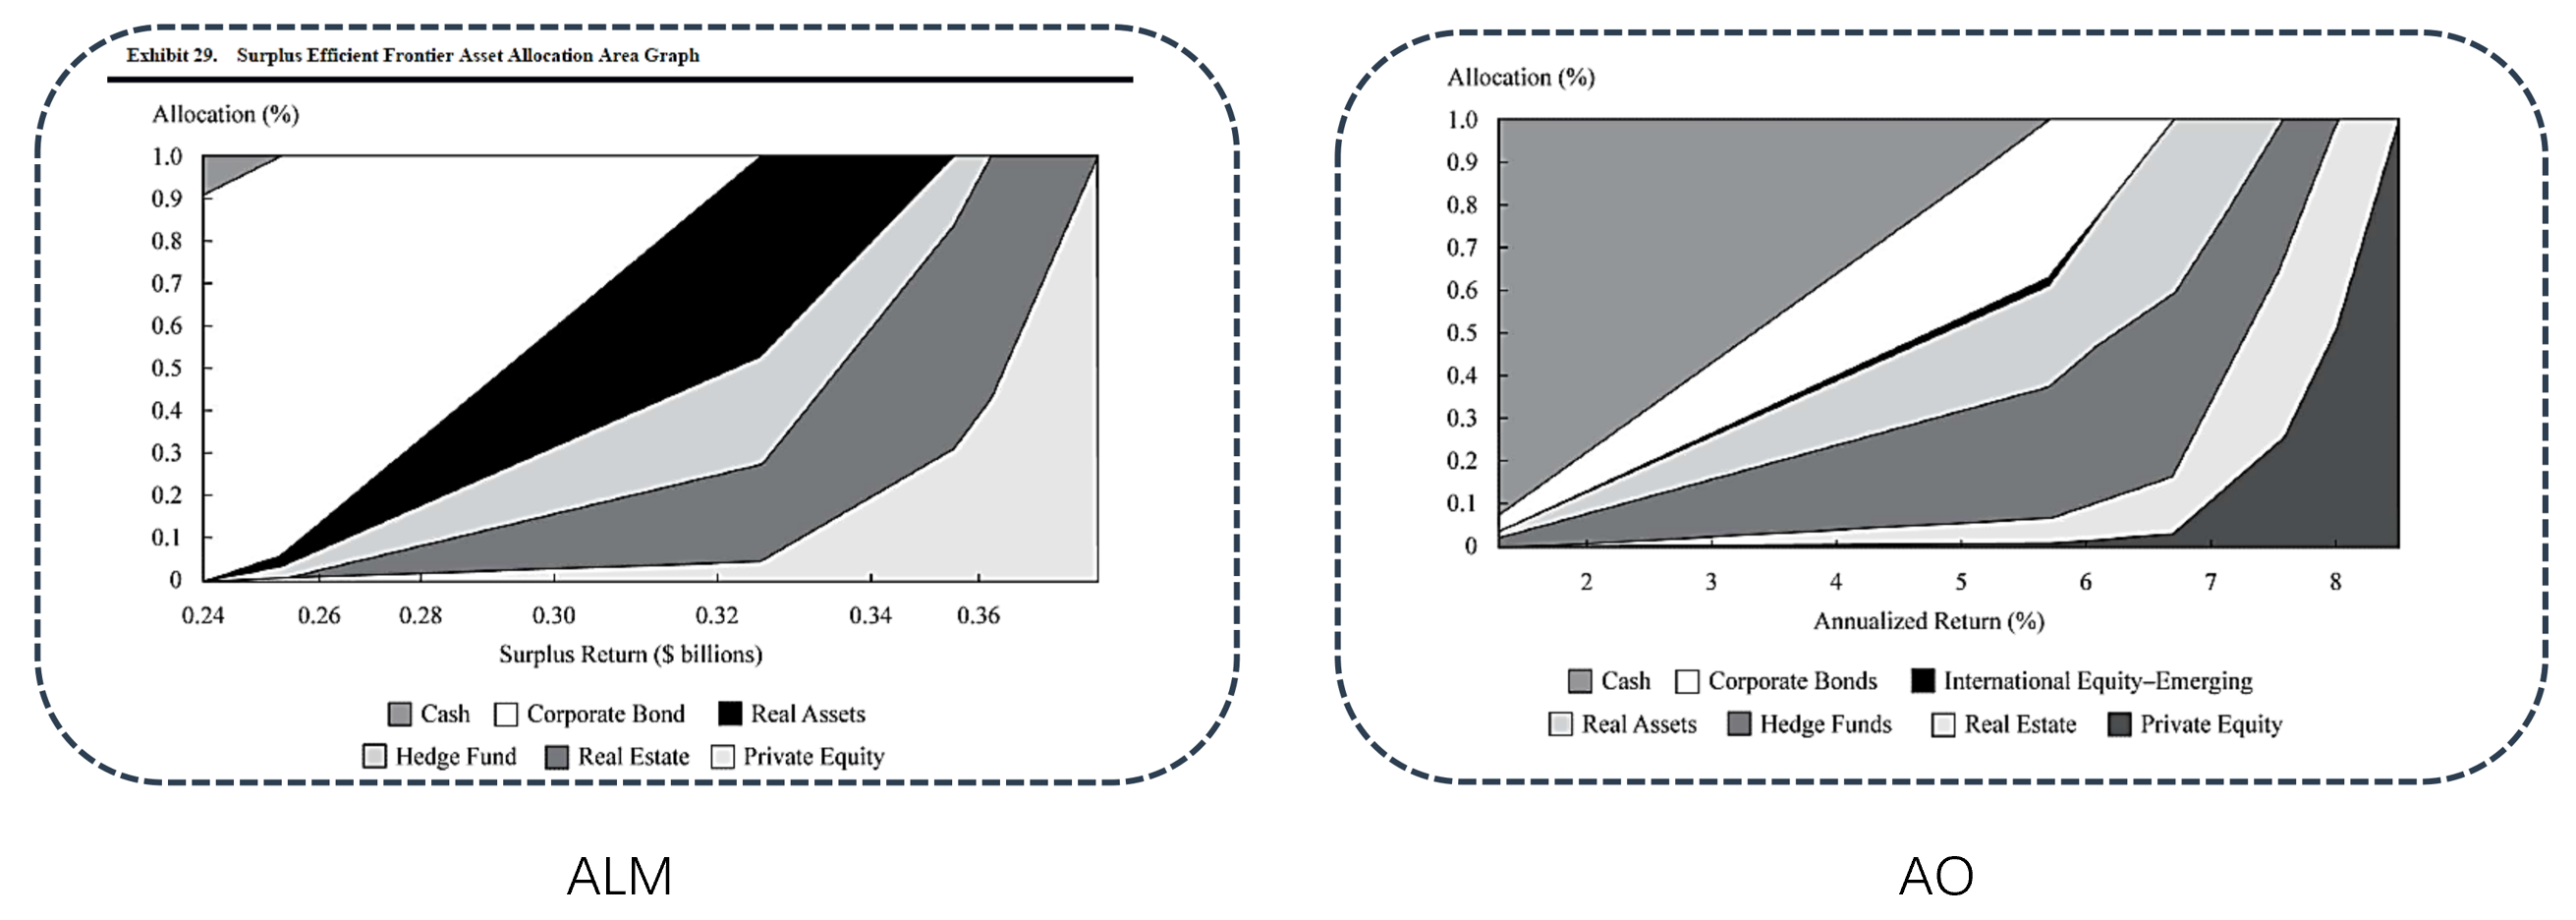 Exhibit 29. Surplus Efficient Frontier Asset Allocation Area Graph
Allocation (%)
1.0
0.9
0.8
0.7
0.6
0.5
0.4
0.3
0.2
0.1
0
0.24 0.26 0.28 0.30 0.32 0.34 0.36
Surplus Return ($ billions)
Cash Corporate Bond Real Assets
Hedge Fund Real Estate Private Equity
ALM
Allocation (%)
1.0
0.9
0.8
0.7
0.6
0.5
0.4
0.3
0.2
0.1
0
2 3 4 5 6 7 8
Annualized Return (%)
Cash Corporate Bonds International Equity–Emerging
Real Assets Hedge Funds Real Estate Private Equity
AO